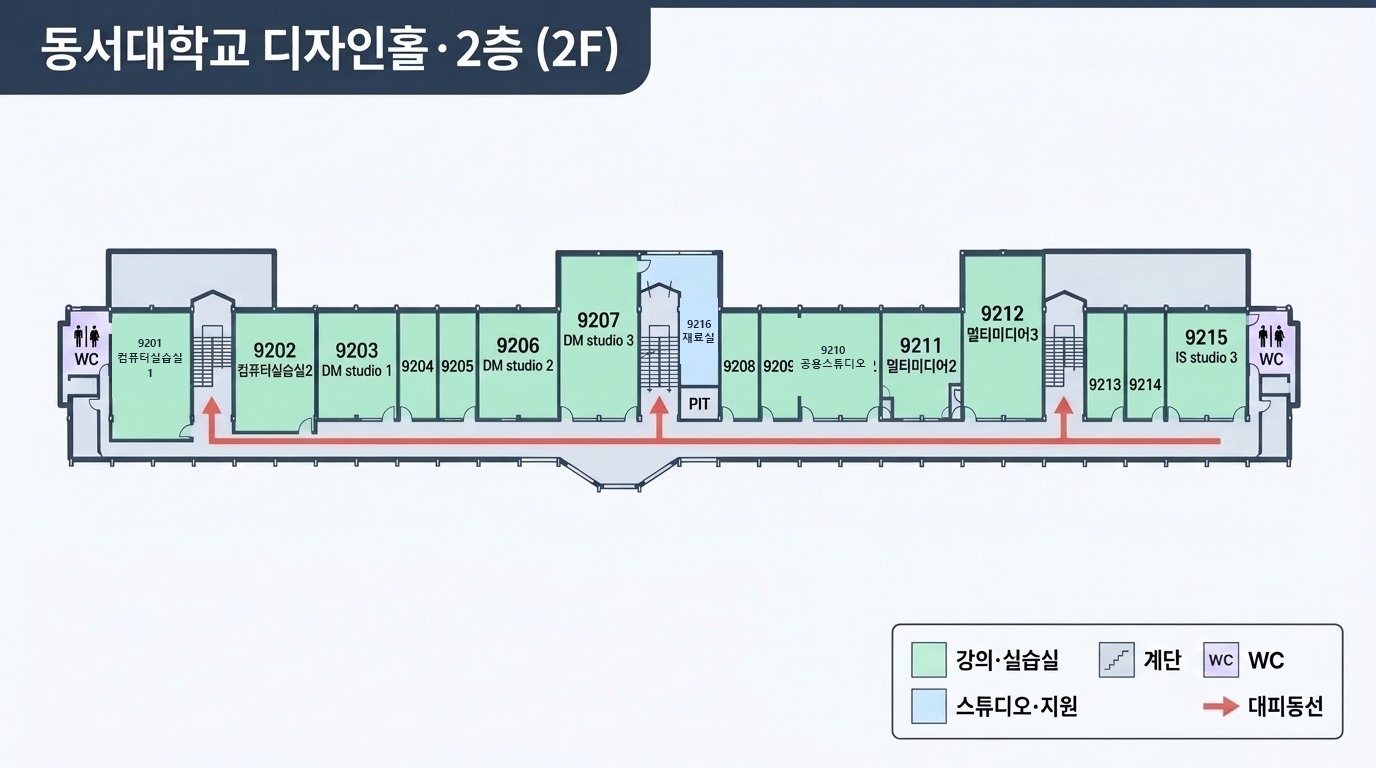 동서대학교 디자인홀·2층 (2F)
WC
9201
컴퓨터실습실
1
9202
컴퓨터실습실2
9203
DM studio 1
9204
9205
9206
DM studio 2
9207
DM studio 3
9216
재료실
PIT
9208
9209
9210
공용스튜디오
9211
멀티미디어2
9212
멀티미디어3
9213
9214
9215
IS studio 3
WC
강의·실습실
계단
WC
WC
스튜디오·지원
대피동선